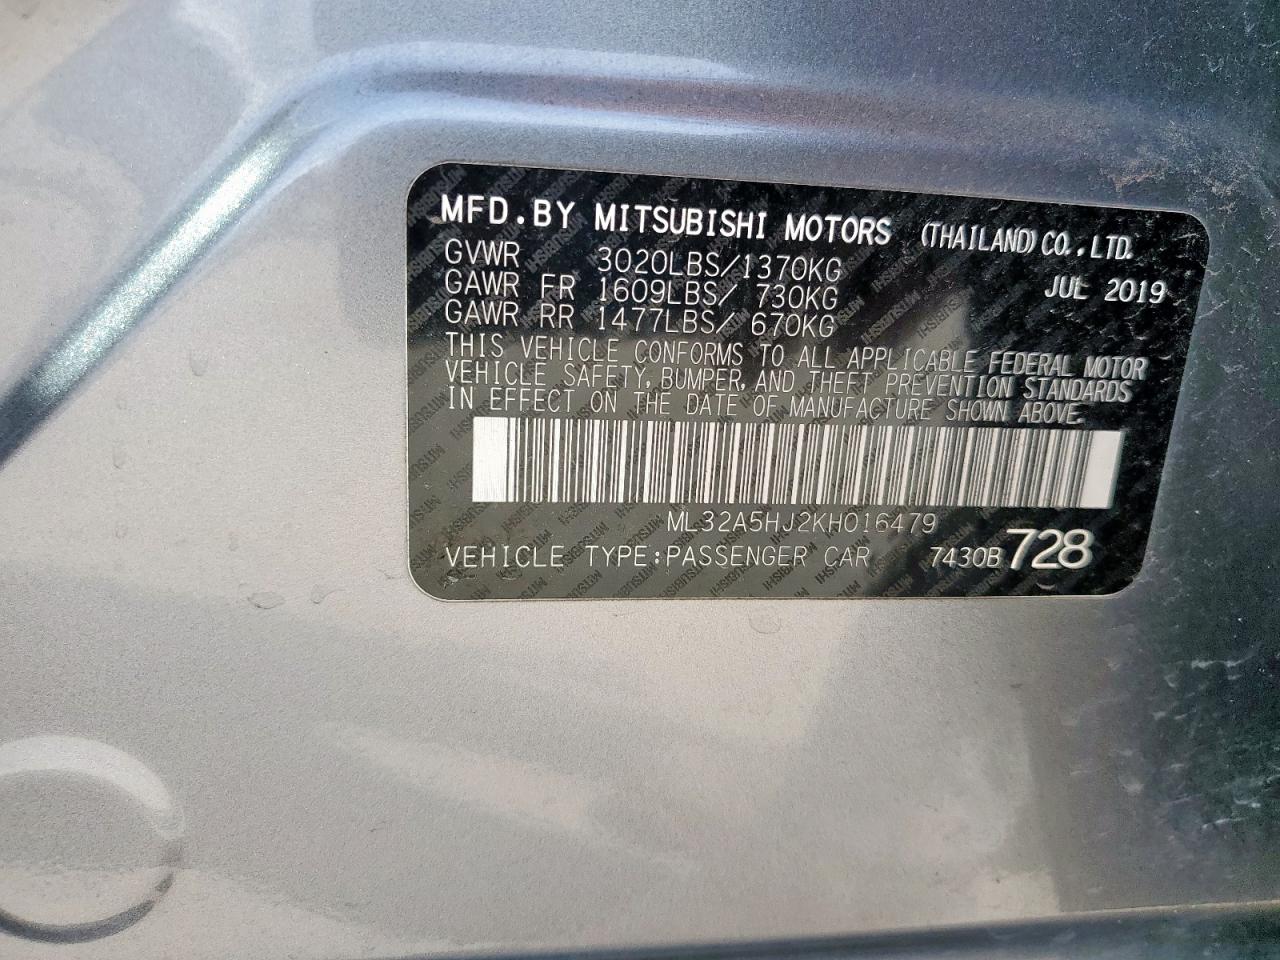 MFD.BY MITSUBISHI MOTORS (THAILAND)CO.,LTD.
GVWR 3020LBS/1370KG JUL 2019
GAWR FR 1609LBS/ 730KG
GAWR RR 1477LBS/ 670KG
THIS VEHICLE CONFORMS TO ALL APPLICABLE FEDERAL MOTOR
VEHICLE SAFETY, BUMPER, AND THEFT PREVENTION STANDARDS
IN EFFECT ON THE DATE OF MANUFACTURE SHOWN ABOVE.
ML32A5HJ2KH016479
VEHICLE TYPE:PASSENGER CAR 7430B 728